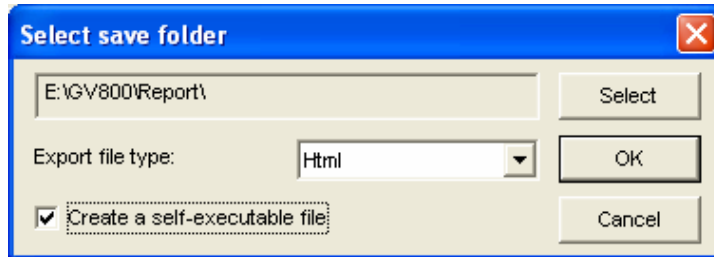 Select save folder
E:\GV800\Report\
Select
Export file type:
Html
OK
Create a self-executable file
Cancel